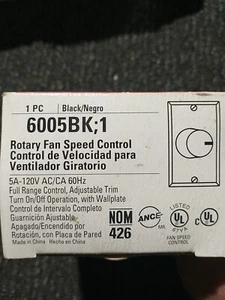 1 PC
Black/Negro
6005BK;1
Rotary Fan Speed Control
Control de Velocidad para
Ventilador Giratorio
5A-120V AC/CA 60Hz
Full Range Control, Adjustable Trim
Turn On/Off Operation, with Wallplate
Control de Intervalo Completo
Guarnición Ajustable
Apagado/Encendido por
Rotación, con Placa de Pared
Made in China Hecho en China
NOM
426
ANCE
UL
LISTED
FAN SPEED
CONTROL
C UL